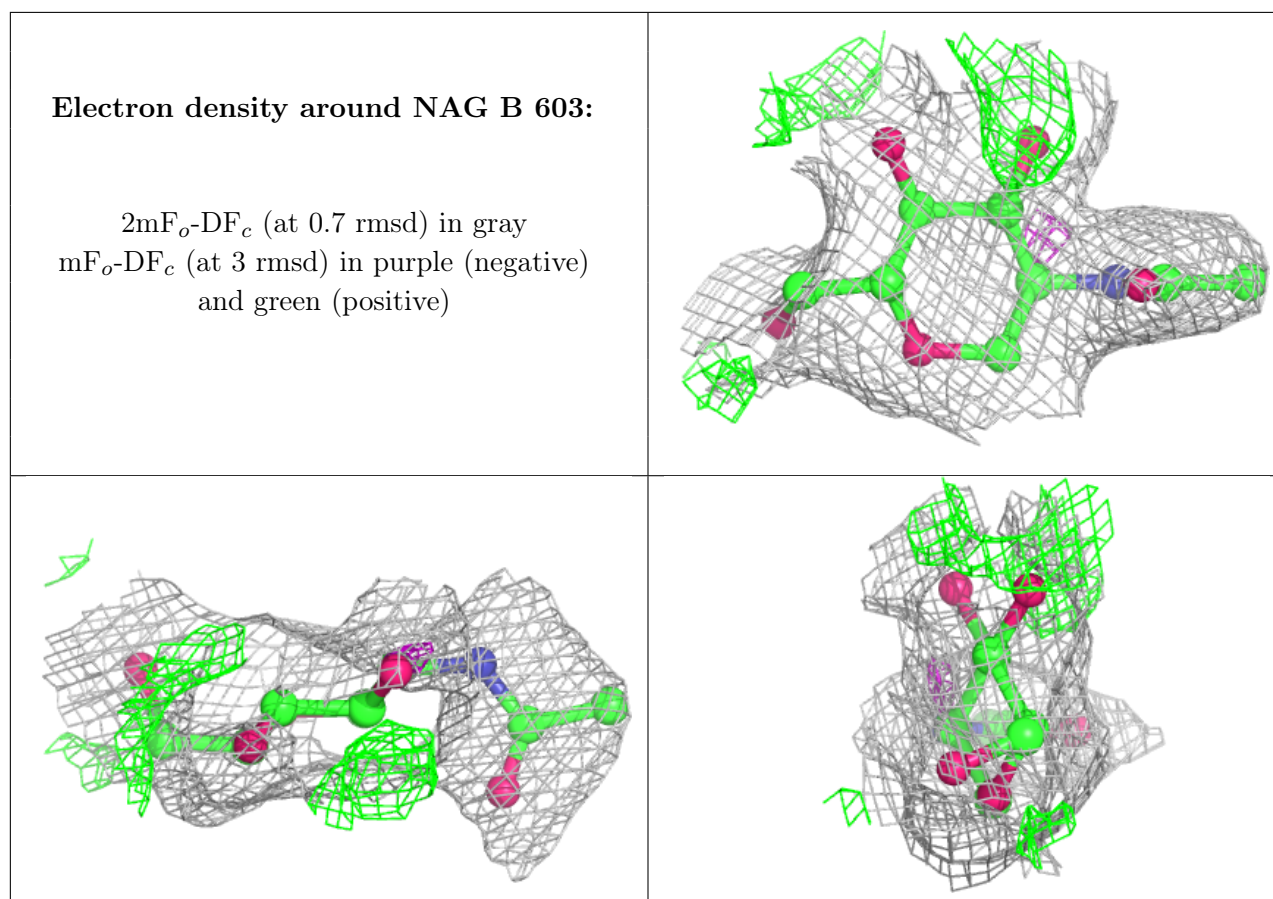 Electron density around NAG B 603:
2mFo-DFc (at 0.7 rmsd) in gray
mFo-DFc (at 3 rmsd) in purple (negative)
and green (positive)